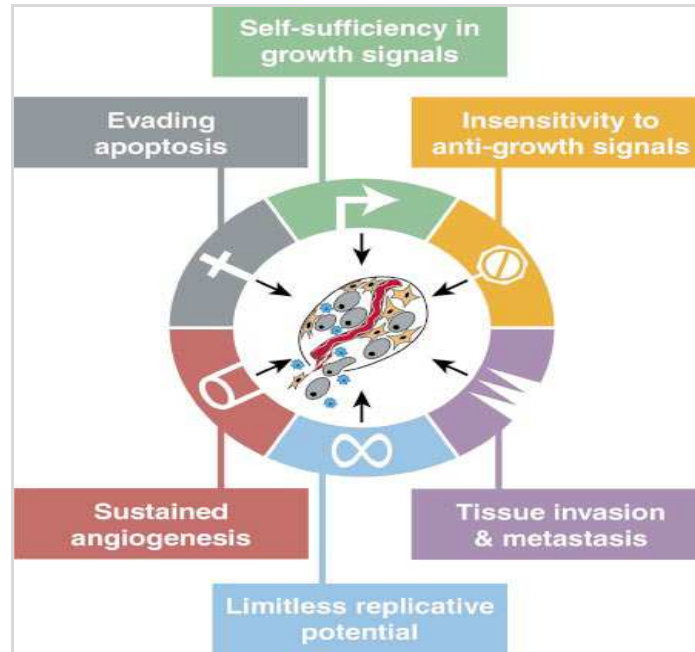 Self-sufficiency in
growth signals
Evading
apoptosis
Insensitivity to
anti-growth signals
Sustained
angiogenesis
Tissue invasion
& metastasis
Limitless replicative
potential